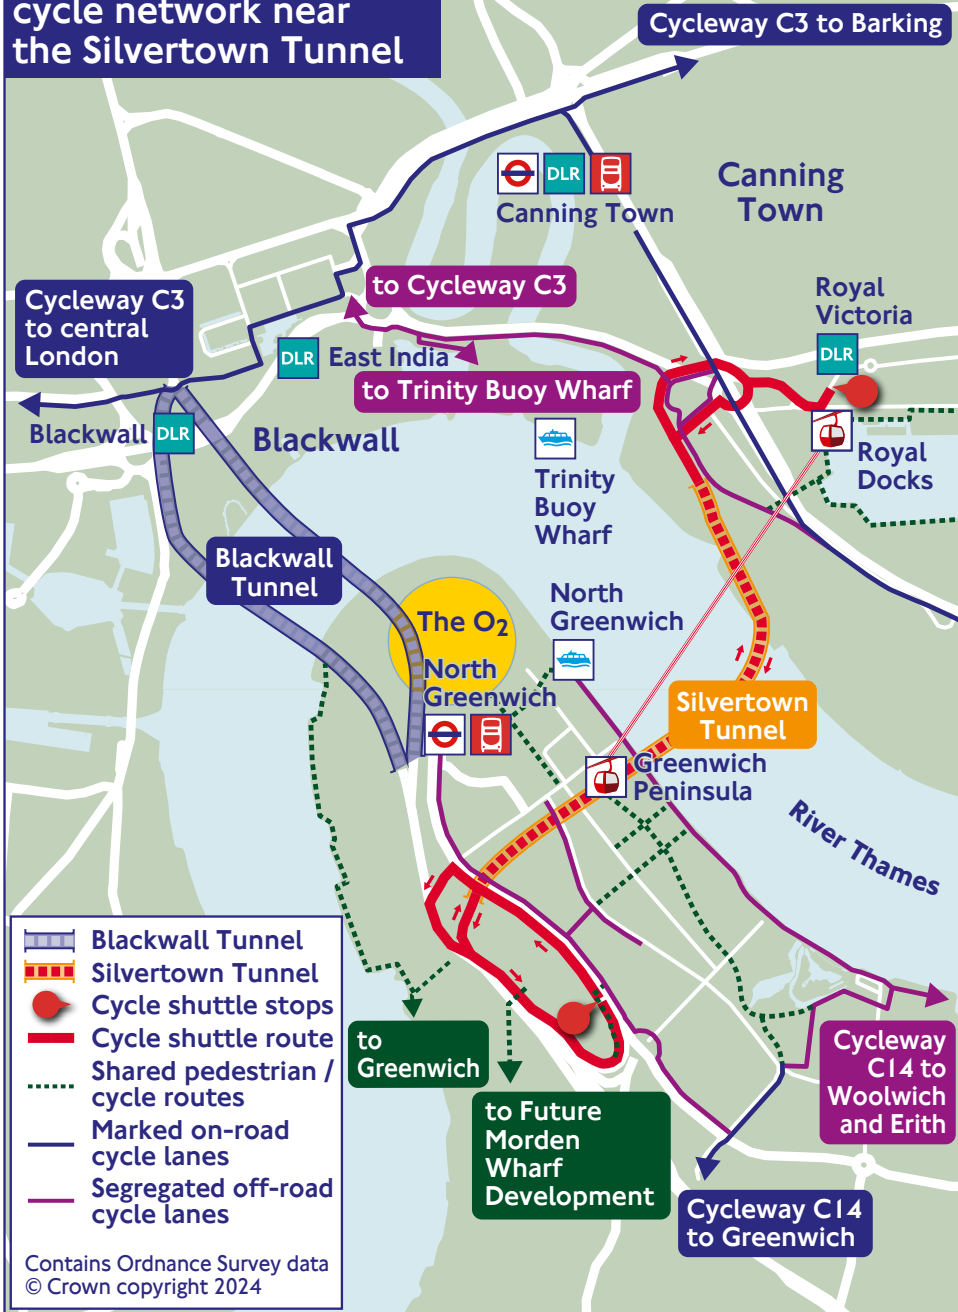 cycle network near
the Silvertown Tunnel
Cycleway C3 to Barking
Canning
Town
DLR
Canning Town
to Cycleway C3
Cycleway C3
to central
London
Royal
Victoria
DLR
DLR
East India
to Trinity Buoy Wharf
Blackwall
DLR
Blackwall
Royal
Docks
Trinity
Buoy
Wharf
Blackwall
Tunnel
The O2
North
Greenwich
North
Greenwich
Silvertown
Tunnel
Greenwich
Peninsula
River Thames
Blackwall Tunnel
Silvertown Tunnel
Cycle shuttle stops
Cycle shuttle route
Shared pedestrian /
cycle routes
Marked on-road
cycle lanes
Segregated off-road
cycle lanes
Contains Ordnance Survey data
© Crown copyright 2024
to
Greenwich
to Future
Morden
Wharf
Development
Cycleway
C14 to
Woolwich
and Erith
Cycleway C14
to Greenwich